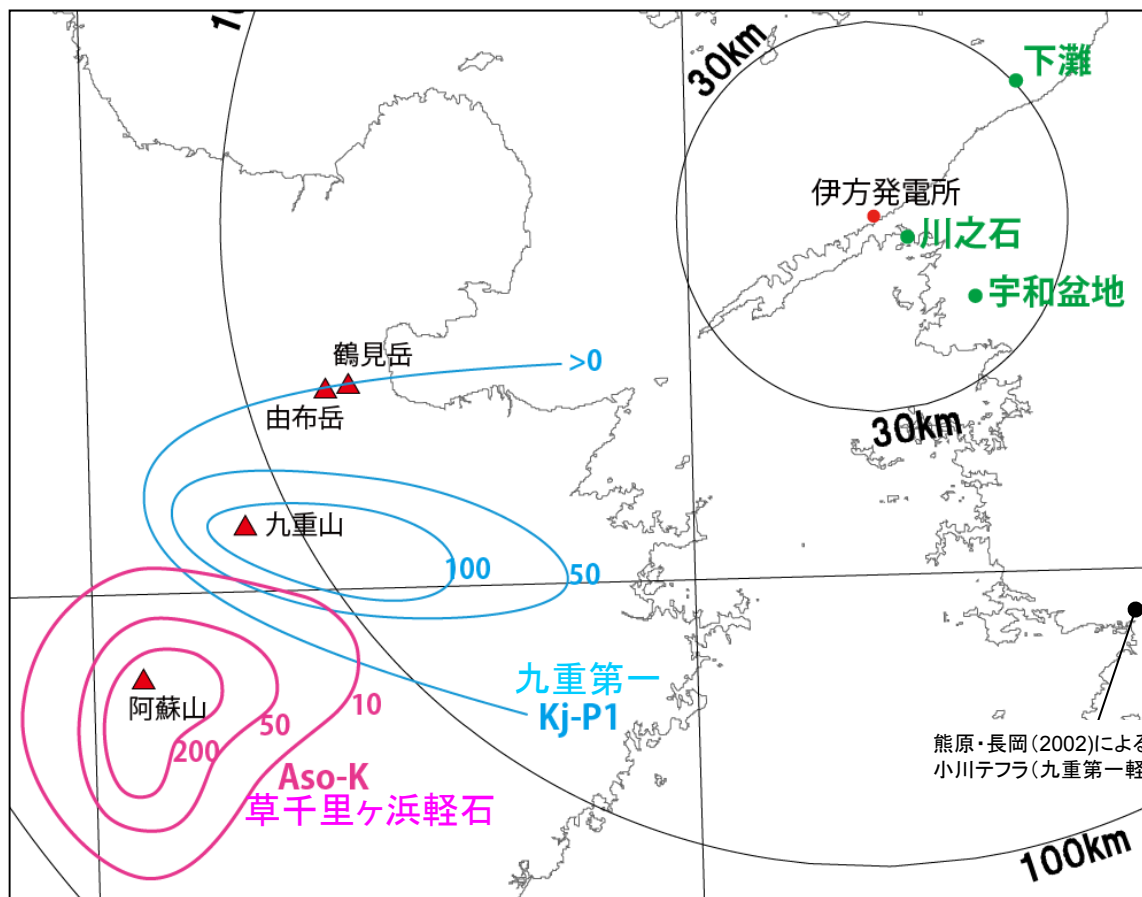 10
30km
下灘
伊方発電所
川之石
宇和盆地
鶴見岳
>0
由布岳
30km
九重山
100
50
九重第一
Kj-P1
阿蘇山
10
50
200
Aso-K
草千里ヶ浜軽石
熊原・長岡(2002)による
小川テフラ(九重第一軽
100km